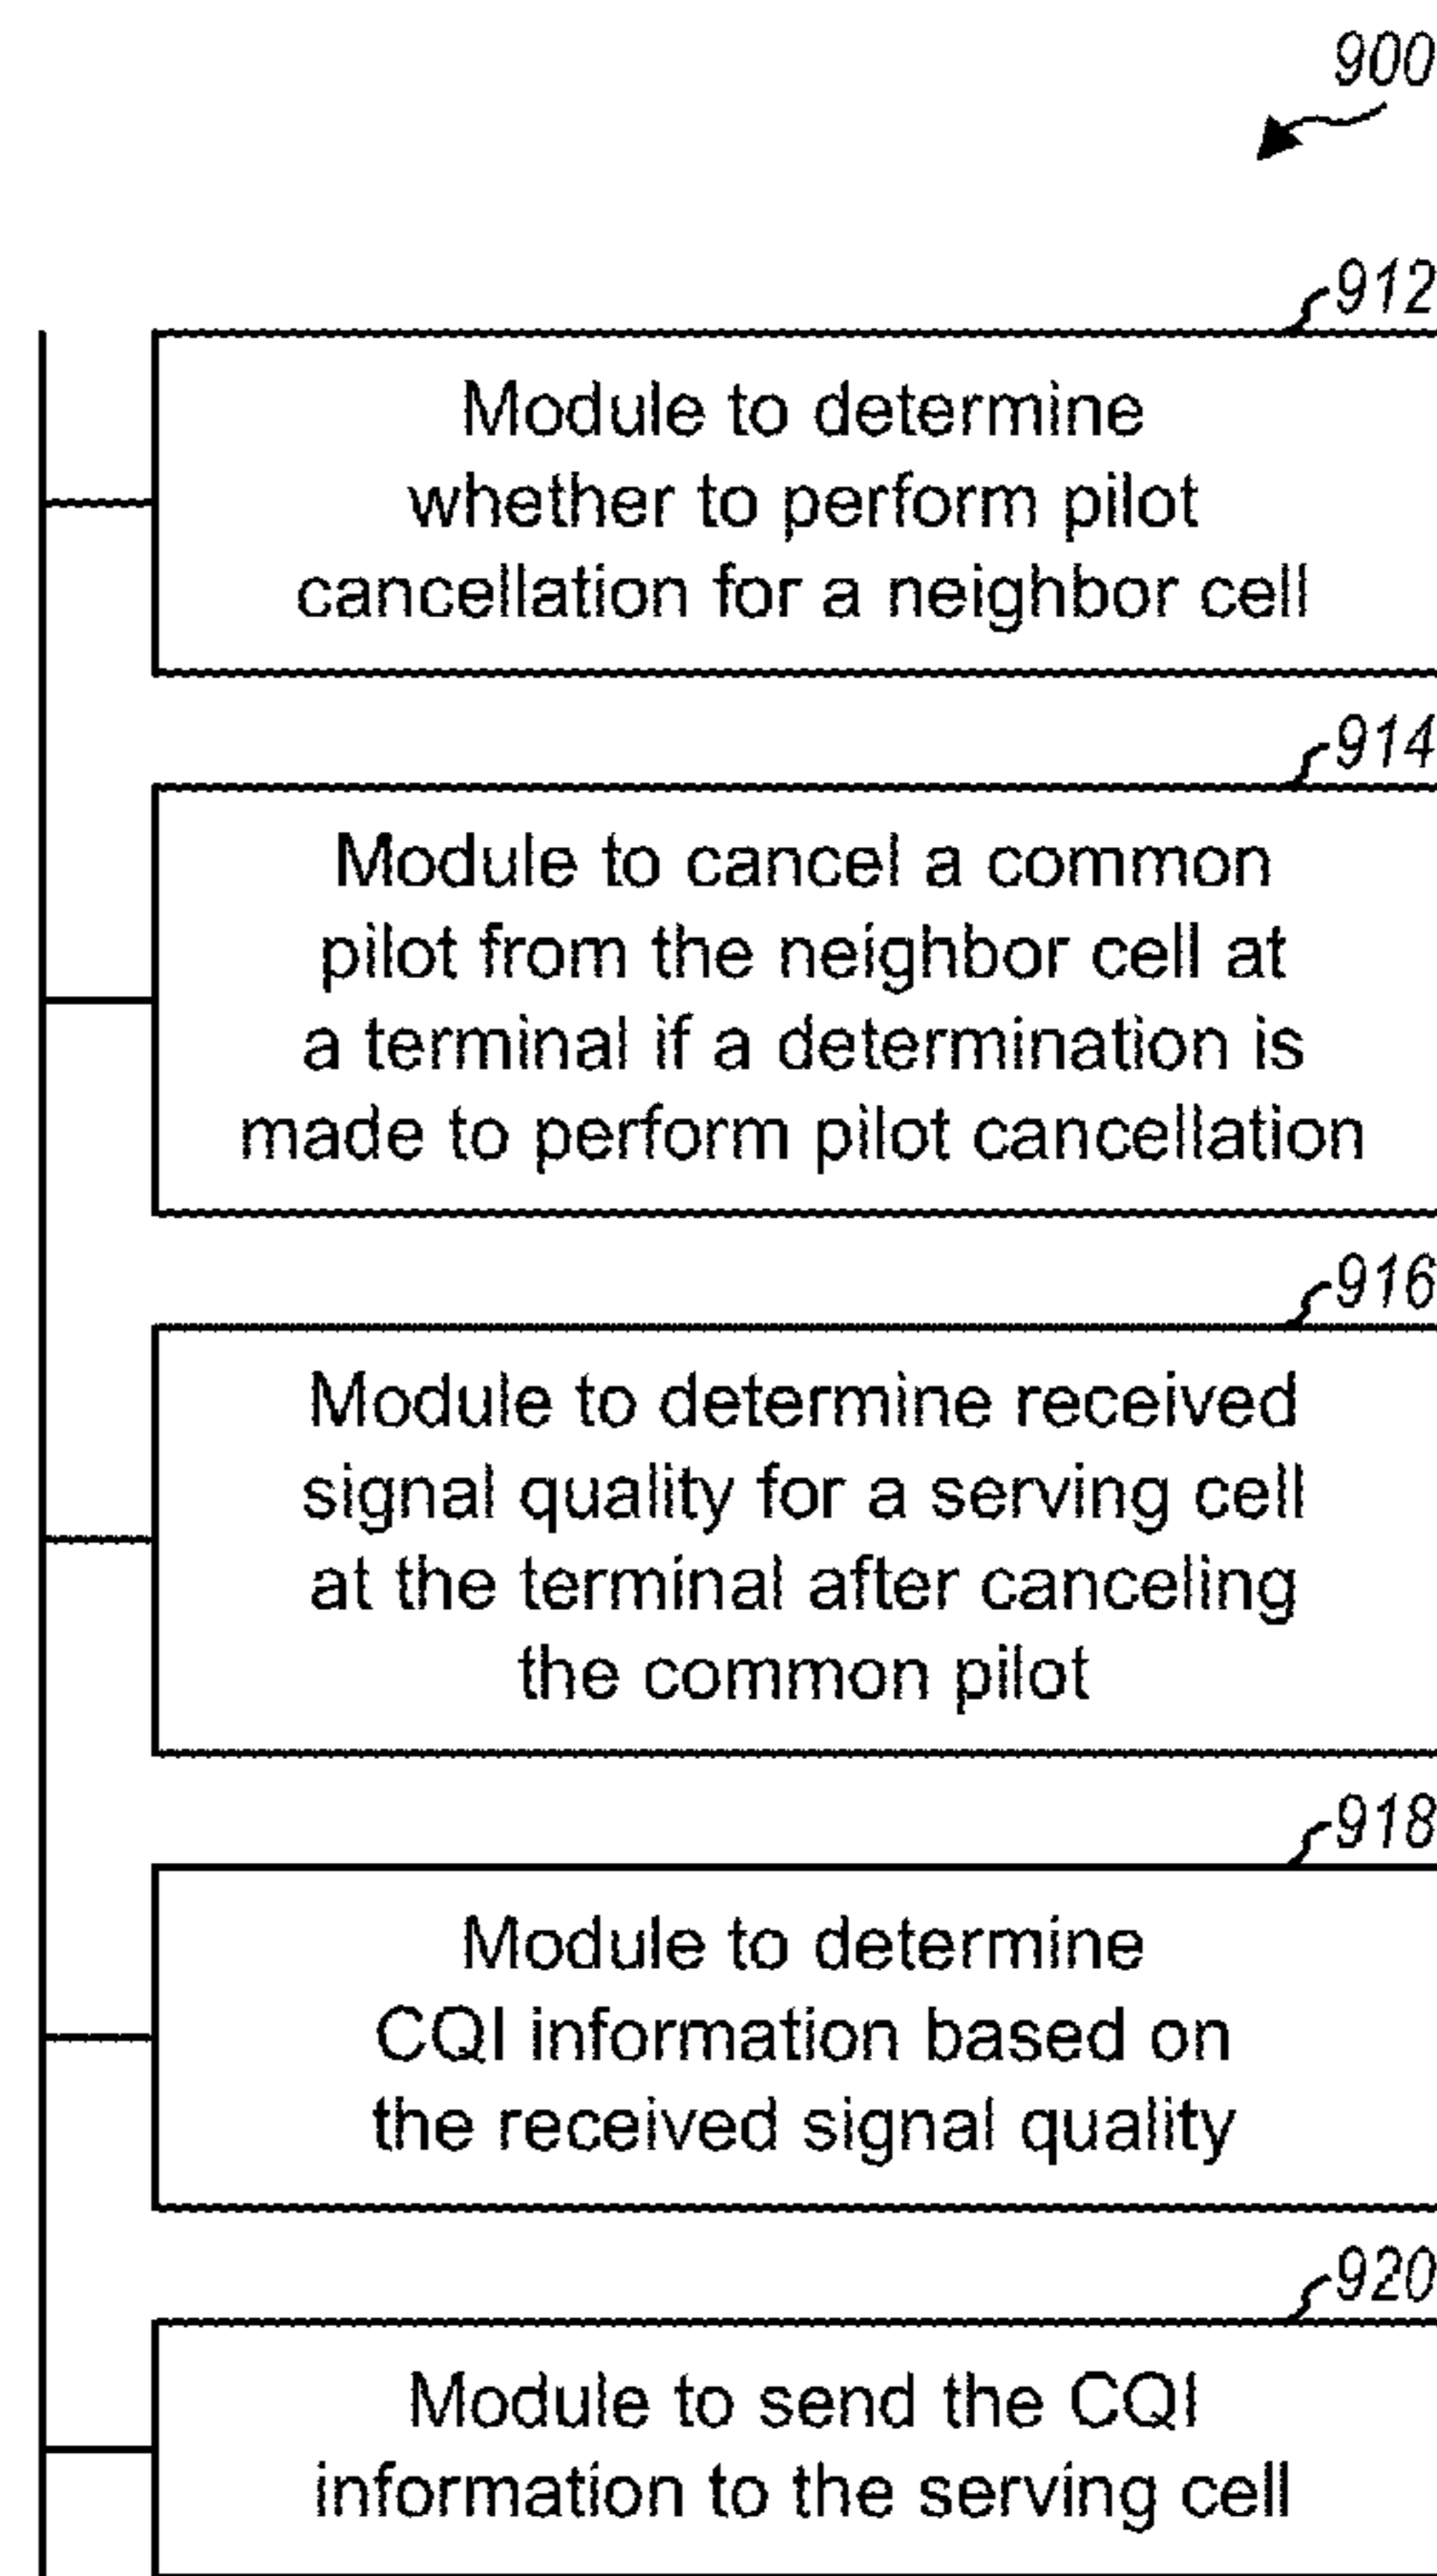 900
912
Module to determine
whether to perform pilot
cancellation for a neighbor cell
914
Module to cancel a common
pilot from the neighbor cell at
a terminal if a determination is
made to perform pilot cancellation
916
Module to determine received
signal quality for a serving cell
at the terminal after canceling
the common pilot
918
Module to determine
CQI information based on
the received signal quality
920
Module to send the CQI
information to the serving cell